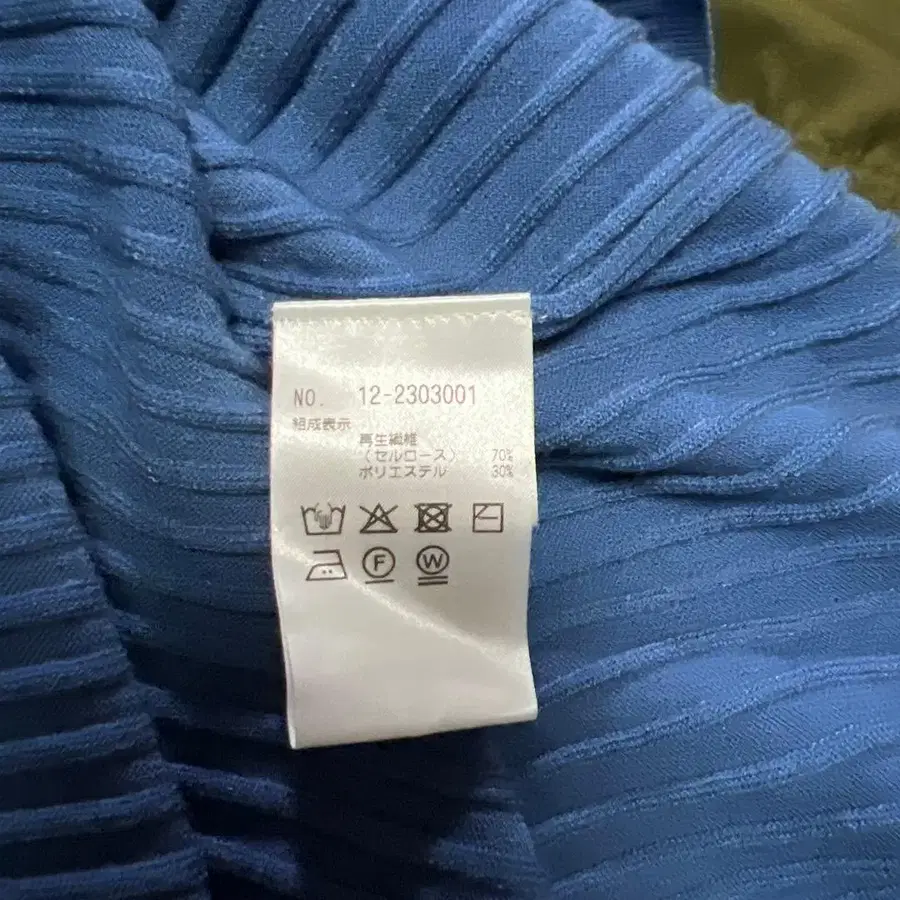 NO. 12-2303001
組成表示
再生繊維
(セルロース) 70%
ポリエステル 30%
F W